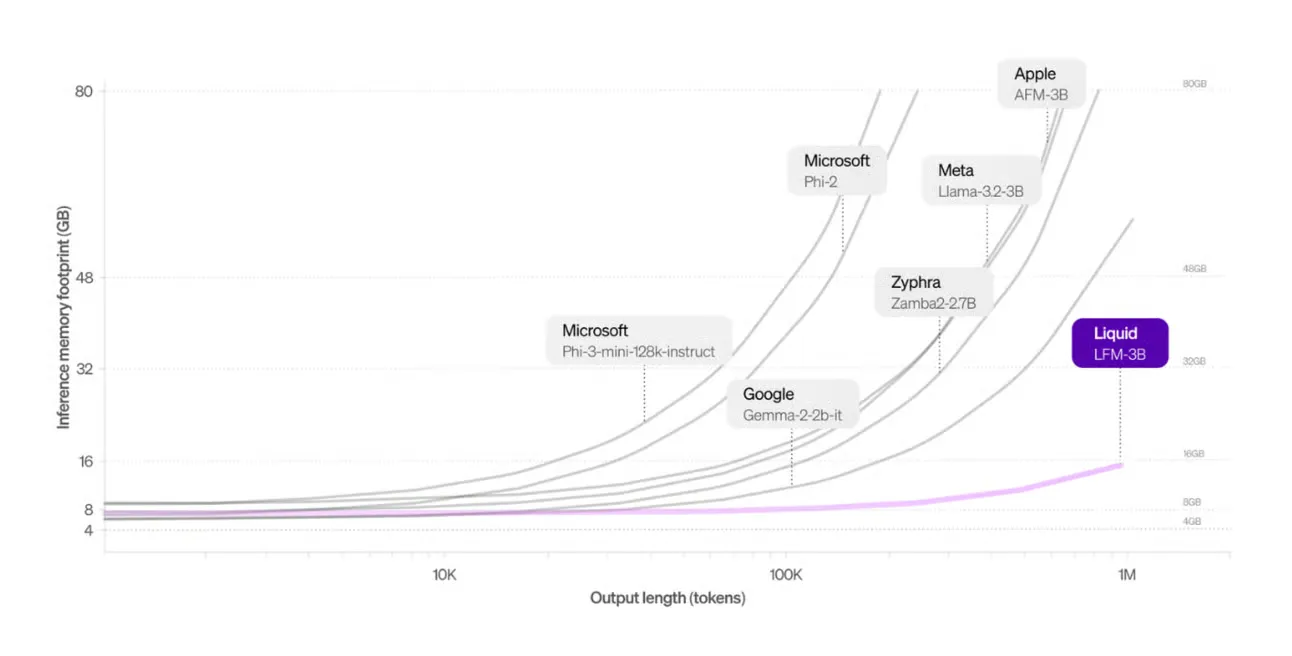 Inference memory footprint (GB)
80
48
32
16
8
4
80GB
48GB
32GB
16GB
8GB
4GB
Apple
AFM-3B
Microsoft
Phi-2
Meta
Llama-3.2-3B
Zyphra
Zamba2-2.7B
Microsoft
Phi-3-mini-128k-instruct
Liquid
LFM-3B
Google
Gemma-2-2b-it
10K
100K
1M
Output length (tokens)